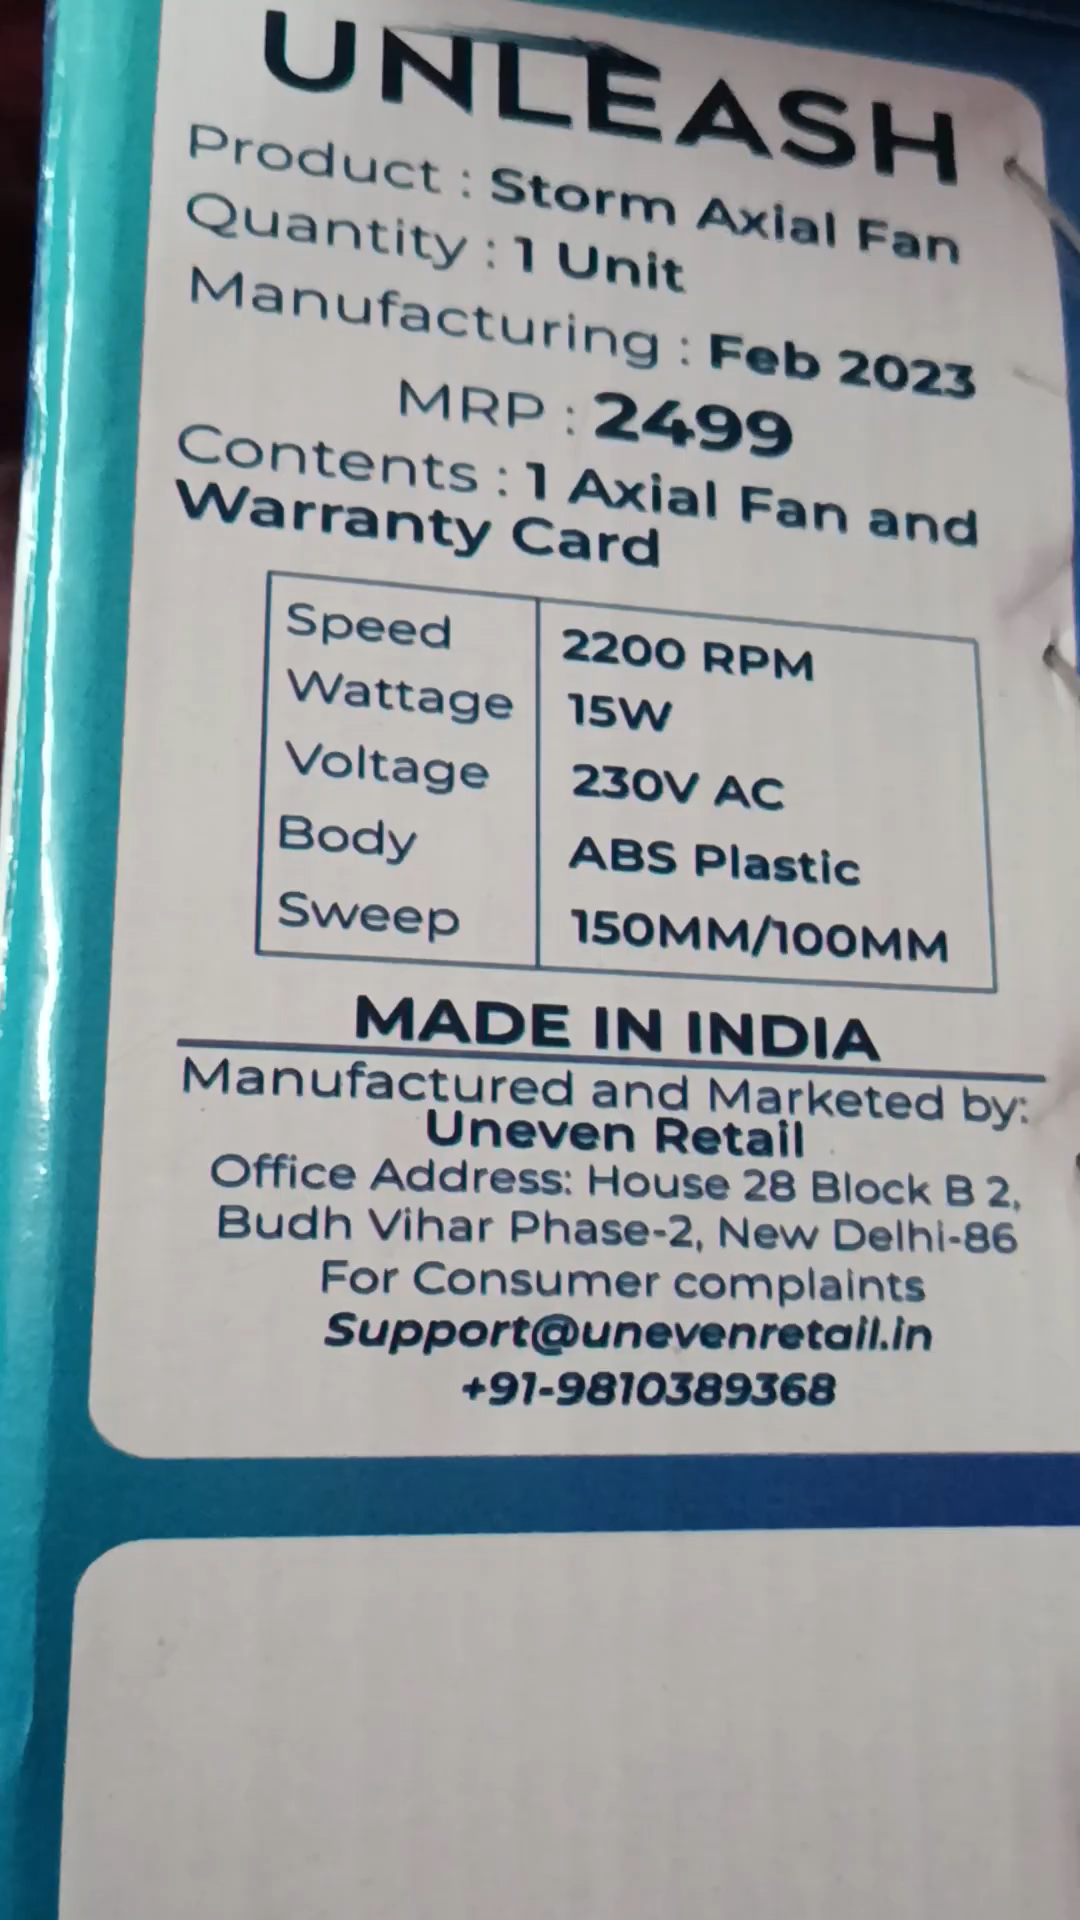 UNLEASH
Product : Storm Axial Fan
Quantity : 1 Unit
Manufacturing : Feb 2023
MRP : 2499
Contents : 1 Axial Fan and
Warranty Card
Speed 2200 RPM
Wattage 15W
Voltage 230V AC
Body ABS Plastic
Sweep 150MM/100MM
MADE IN INDIA
Manufactured and Marketed by:
Uneven Retail
Office Address: House 28 Block B 2,
Budh Vihar Phase-2, New Delhi-86
For Consumer complaints
Support@unevenretail.in
+91-9810389368